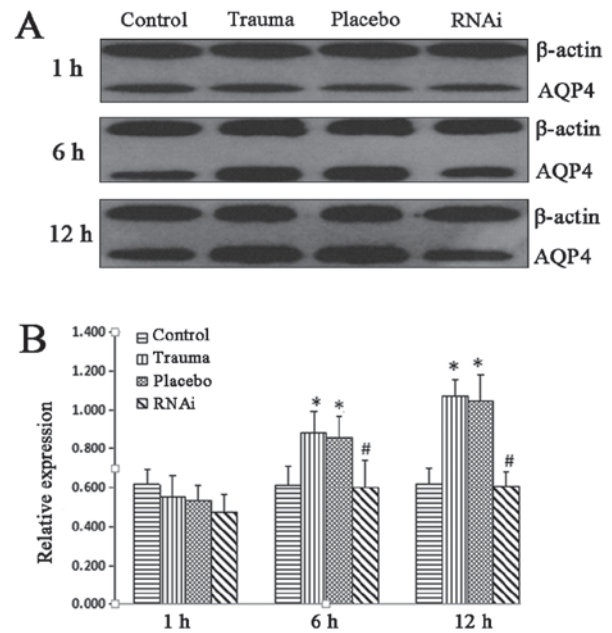 A
Control Trauma Placebo RNAi
1 h
β-actin
AQP4
6 h
β-actin
AQP4
12 h
β-actin
AQP4
B
Relative expression
1.400
1.200
1.000
0.800
0.600
0.400
0.200
0.000
Control
Trauma
Placebo
RNAi
* * #
* * #
1 h 6 h 12 h